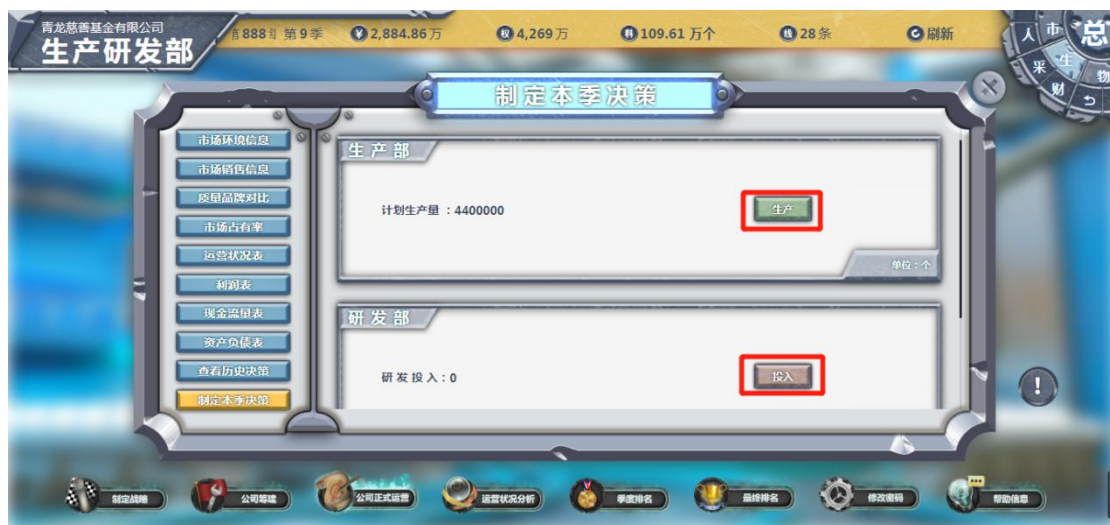 青龙慈善基金有限公司
生产研发部
888组 第9季
2,884.86万
权 4,269万
料 109.61万个
线 28条
刷新
人 市 总
采 生 物
财
制定本季决策
市场环境信息
市场销售信息
质量品牌对比
市场占有率
运营状况表
利润表
现金流量表
资产负债表
查看历史决策
制定本季决策
生产部
计划生产量 : 4400000
生产
单位:个
研发部
研发投入:0
投入
!
制定战略
公司筹建
公司正式运营
运营状况分析
季度排名
最终排名
修改密码
帮助信息